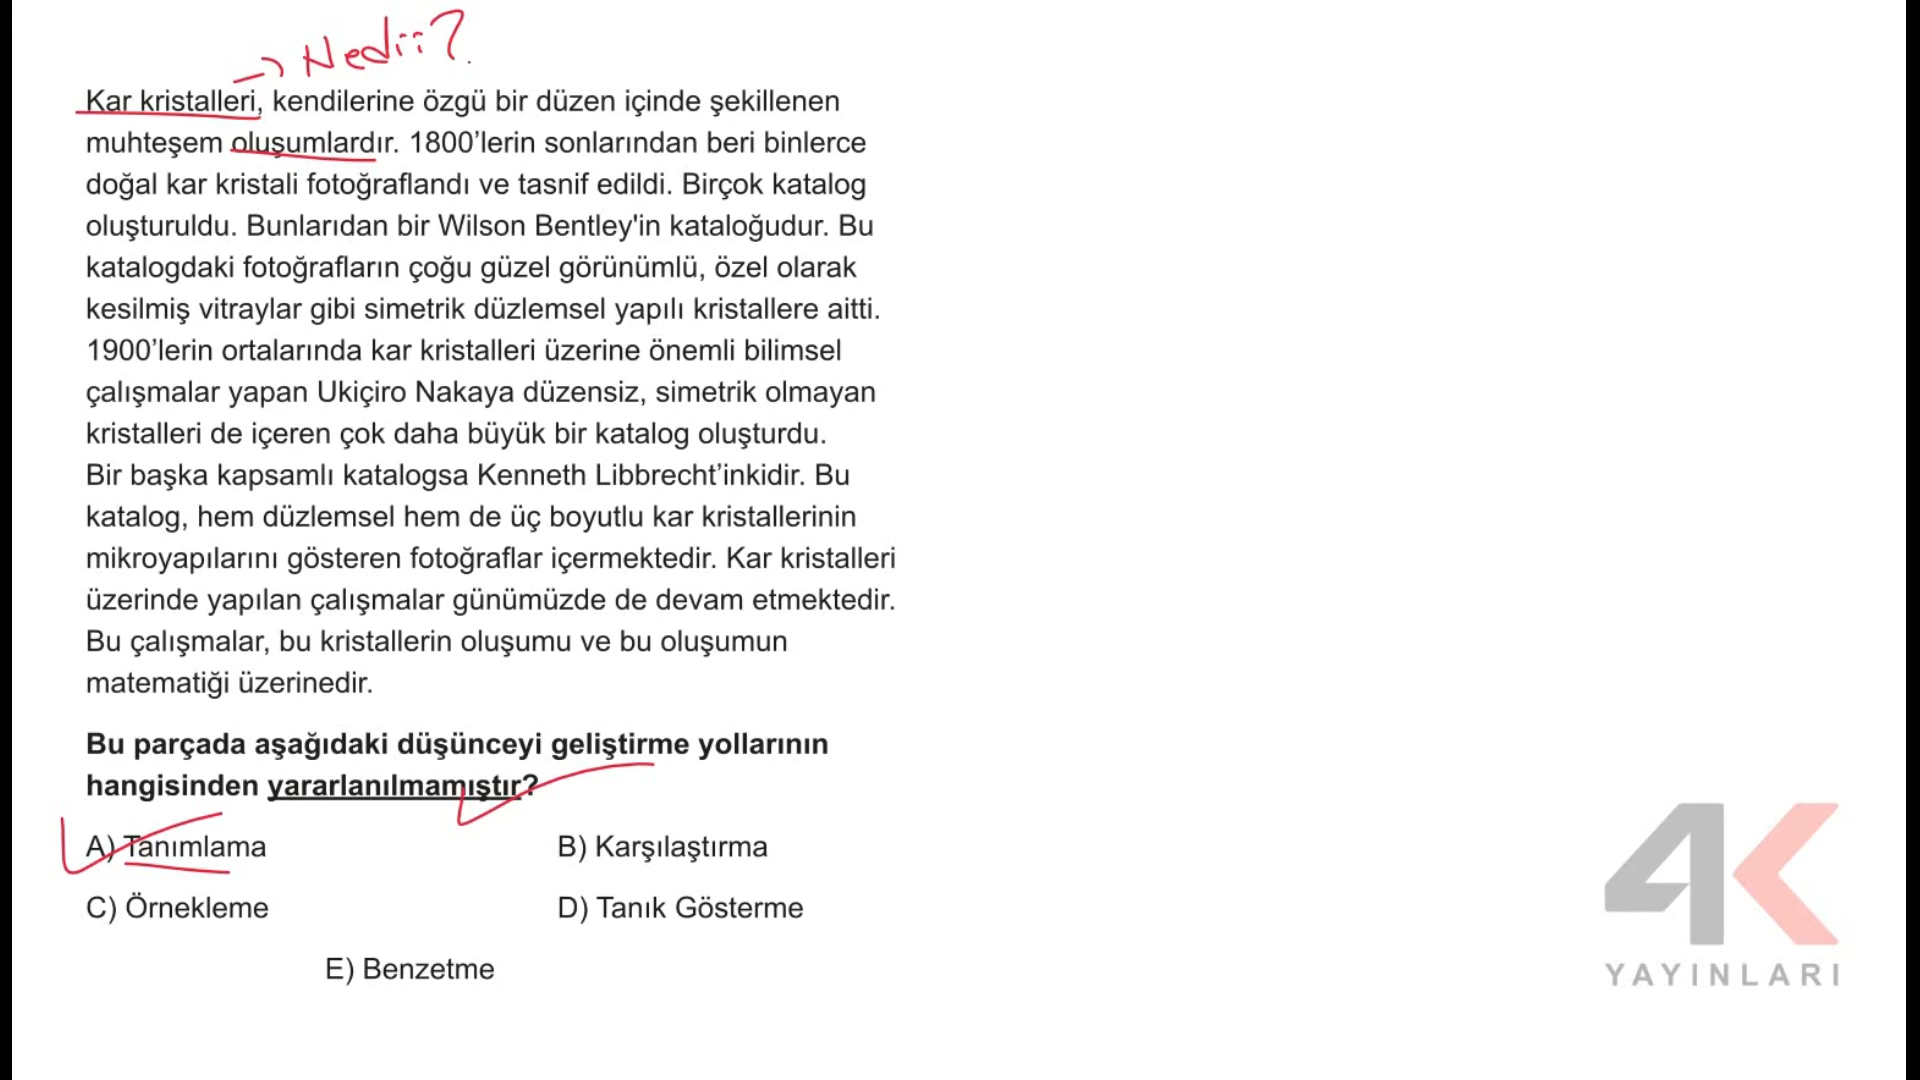 → Nedir?
Kar kristalleri, kendilerine özgü bir düzen içinde şekillenen
muhteşem oluşumlardır. 1800’lerin sonlarından beri binlerce
doğal kar kristali fotoğraflandı ve tasnif edildi. Birçok katalog
oluşturuldu. Bunlarıdan bir Wilson Bentley'in kataloğudur. Bu
katalogdaki fotoğrafların çoğu güzel görünümlü, özel olarak
kesilmiş vitraylar gibi simetrik düzlemsel yapılı kristallere aitti.
1900’lerin ortalarında kar kristalleri üzerine önemli bilimsel
çalışmalar yapan Ukiçiro Nakaya düzensiz, simetrik olmayan
kristalleri de içeren çok daha büyük bir katalog oluşturdu.
Bir başka kapsamlı katalogsa Kenneth Libbrecht’inkidir. Bu
katalog, hem düzlemsel hem de üç boyutlu kar kristallerinin
mikroyapılarını gösteren fotoğraflar içermektedir. Kar kristalleri
üzerinde yapılan çalışmalar günümüzde de devam etmektedir.
Bu çalışmalar, bu kristallerin oluşumu ve bu oluşumun
matematiği üzerinedir.
Bu parçada aşağıdaki düşünceyi geliştirme yollarının
hangisinden yararlanılmamıştır?
A) Tanımlama
B) Karşılaştırma
C) Örnekleme
D) Tanık Gösterme
E) Benzetme
4K
YAYINLARI